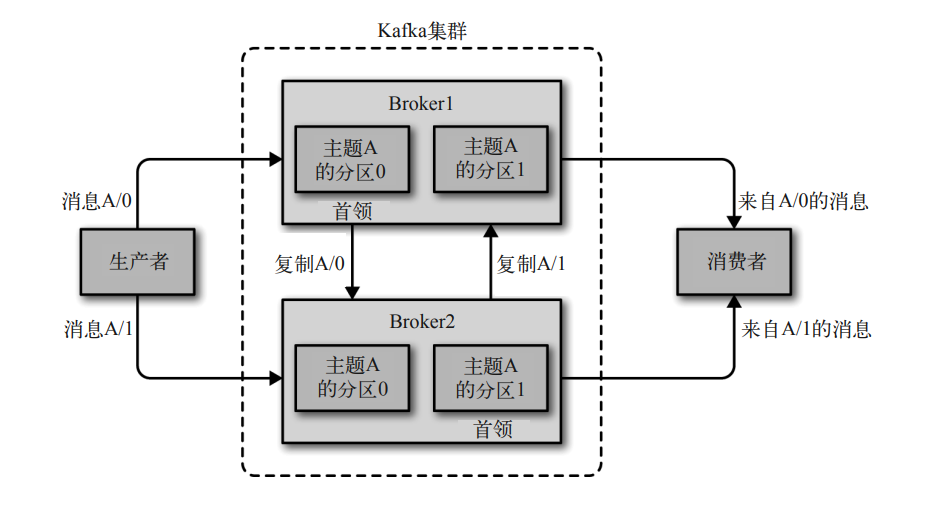 Kafka集群
Broker1
主题A
的分区0
主题A
的分区1
首领
消息A/0
来自A/0的消息
生产者
复制A/0
复制A/1
消费者
消息A/1
来自A/1的消息
Broker2
主题A
的分区0
主题A
的分区1
首领